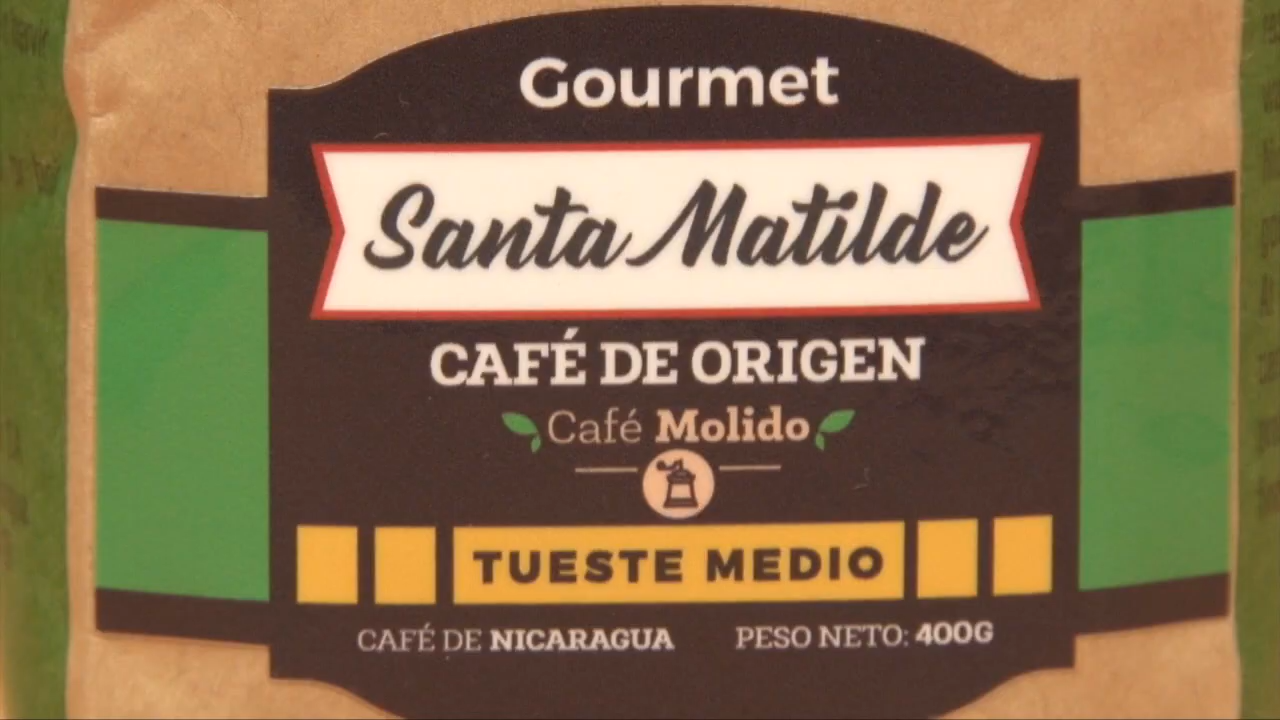 Gourmet
Santa Matilde
CAFÉ DE ORIGEN
Café Molido
TUESTE MEDIO
CAFÉ DE NICARAGUA PESO NETO: 400G